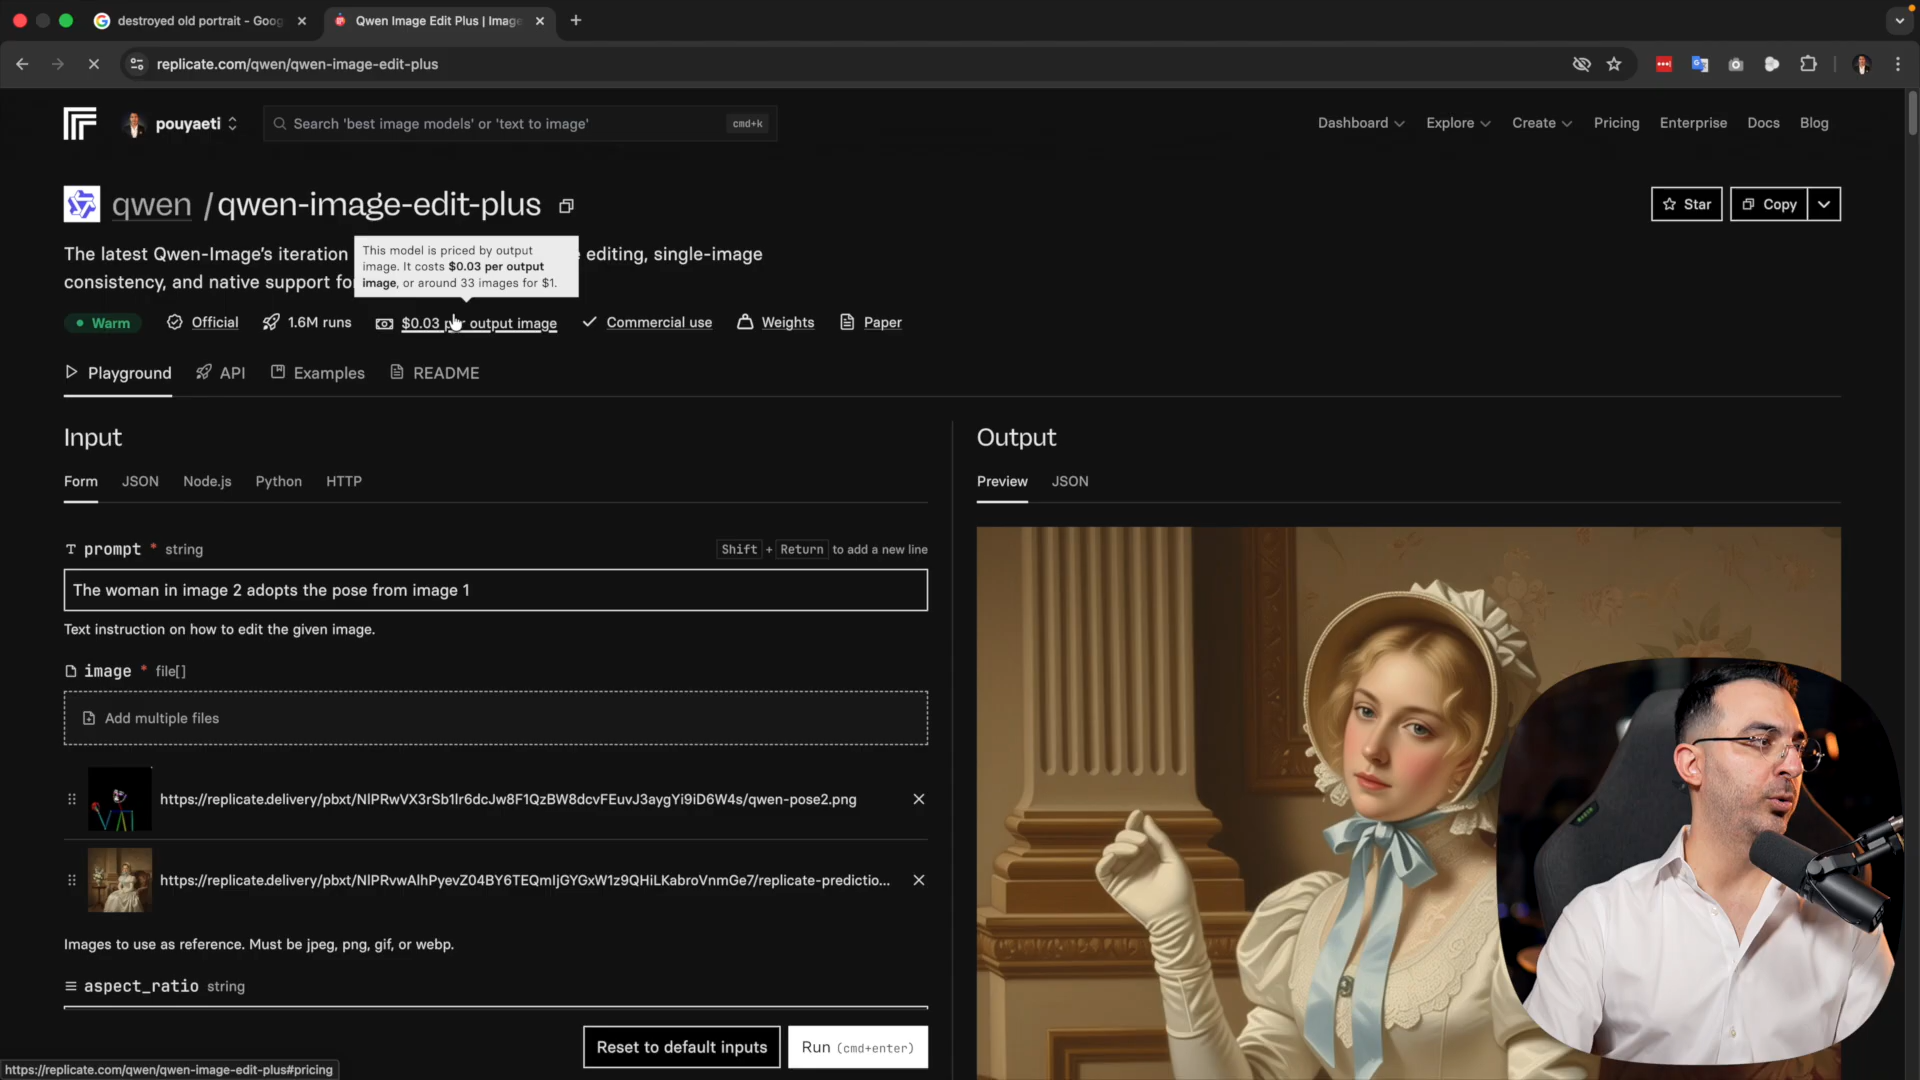 destroyed old portrait - Goog
Qwen Image Edit Plus | Image
replicate.com/qwen/qwen-image-edit-plus
pouyaeti
Search 'best image models' or 'text to image'
cmd+k
Dashboard
Explore
Create
Pricing
Enterprise
Docs
Blog
qwen /qwen-image-edit-plus
Star
Copy
The latest Qwen-Image's iteration
editing, single-image
consistency, and native support fo
This model is priced by output
image. It costs $0.03 per output
image, or around 33 images for $1.
Warm
Official
1.6M runs
$0.03 per output image
Commercial use
Weights
Paper
Playground
API
Examples
README
Input
Output
Form
JSON
Node.js
Python
HTTP
Preview
JSON
prompt * string
Shift + Return to add a new line
The woman in image 2 adopts the pose from image 1
Text instruction on how to edit the given image.
image * file[]
Add multiple files
https://replicate.delivery/pbxt/NIPRwVX3rSb1lr6dcJw8F1QzBW8dcvFEuvJ3aygYi9iD6W4s/qwen-pose2.png
https://replicate.delivery/pbxt/NIPRvwAlhPyevZ04BY6TEQmIjGYGxW1z9QHiLKabroVnmGe7/replicate-predictio...
Images to use as reference. Must be jpeg, png, gif, or webp.
aspect_ratio string
Reset to default inputs
Run (cmd+enter)
https://replicate.com/qwen/qwen-image-edit-plus#pricing